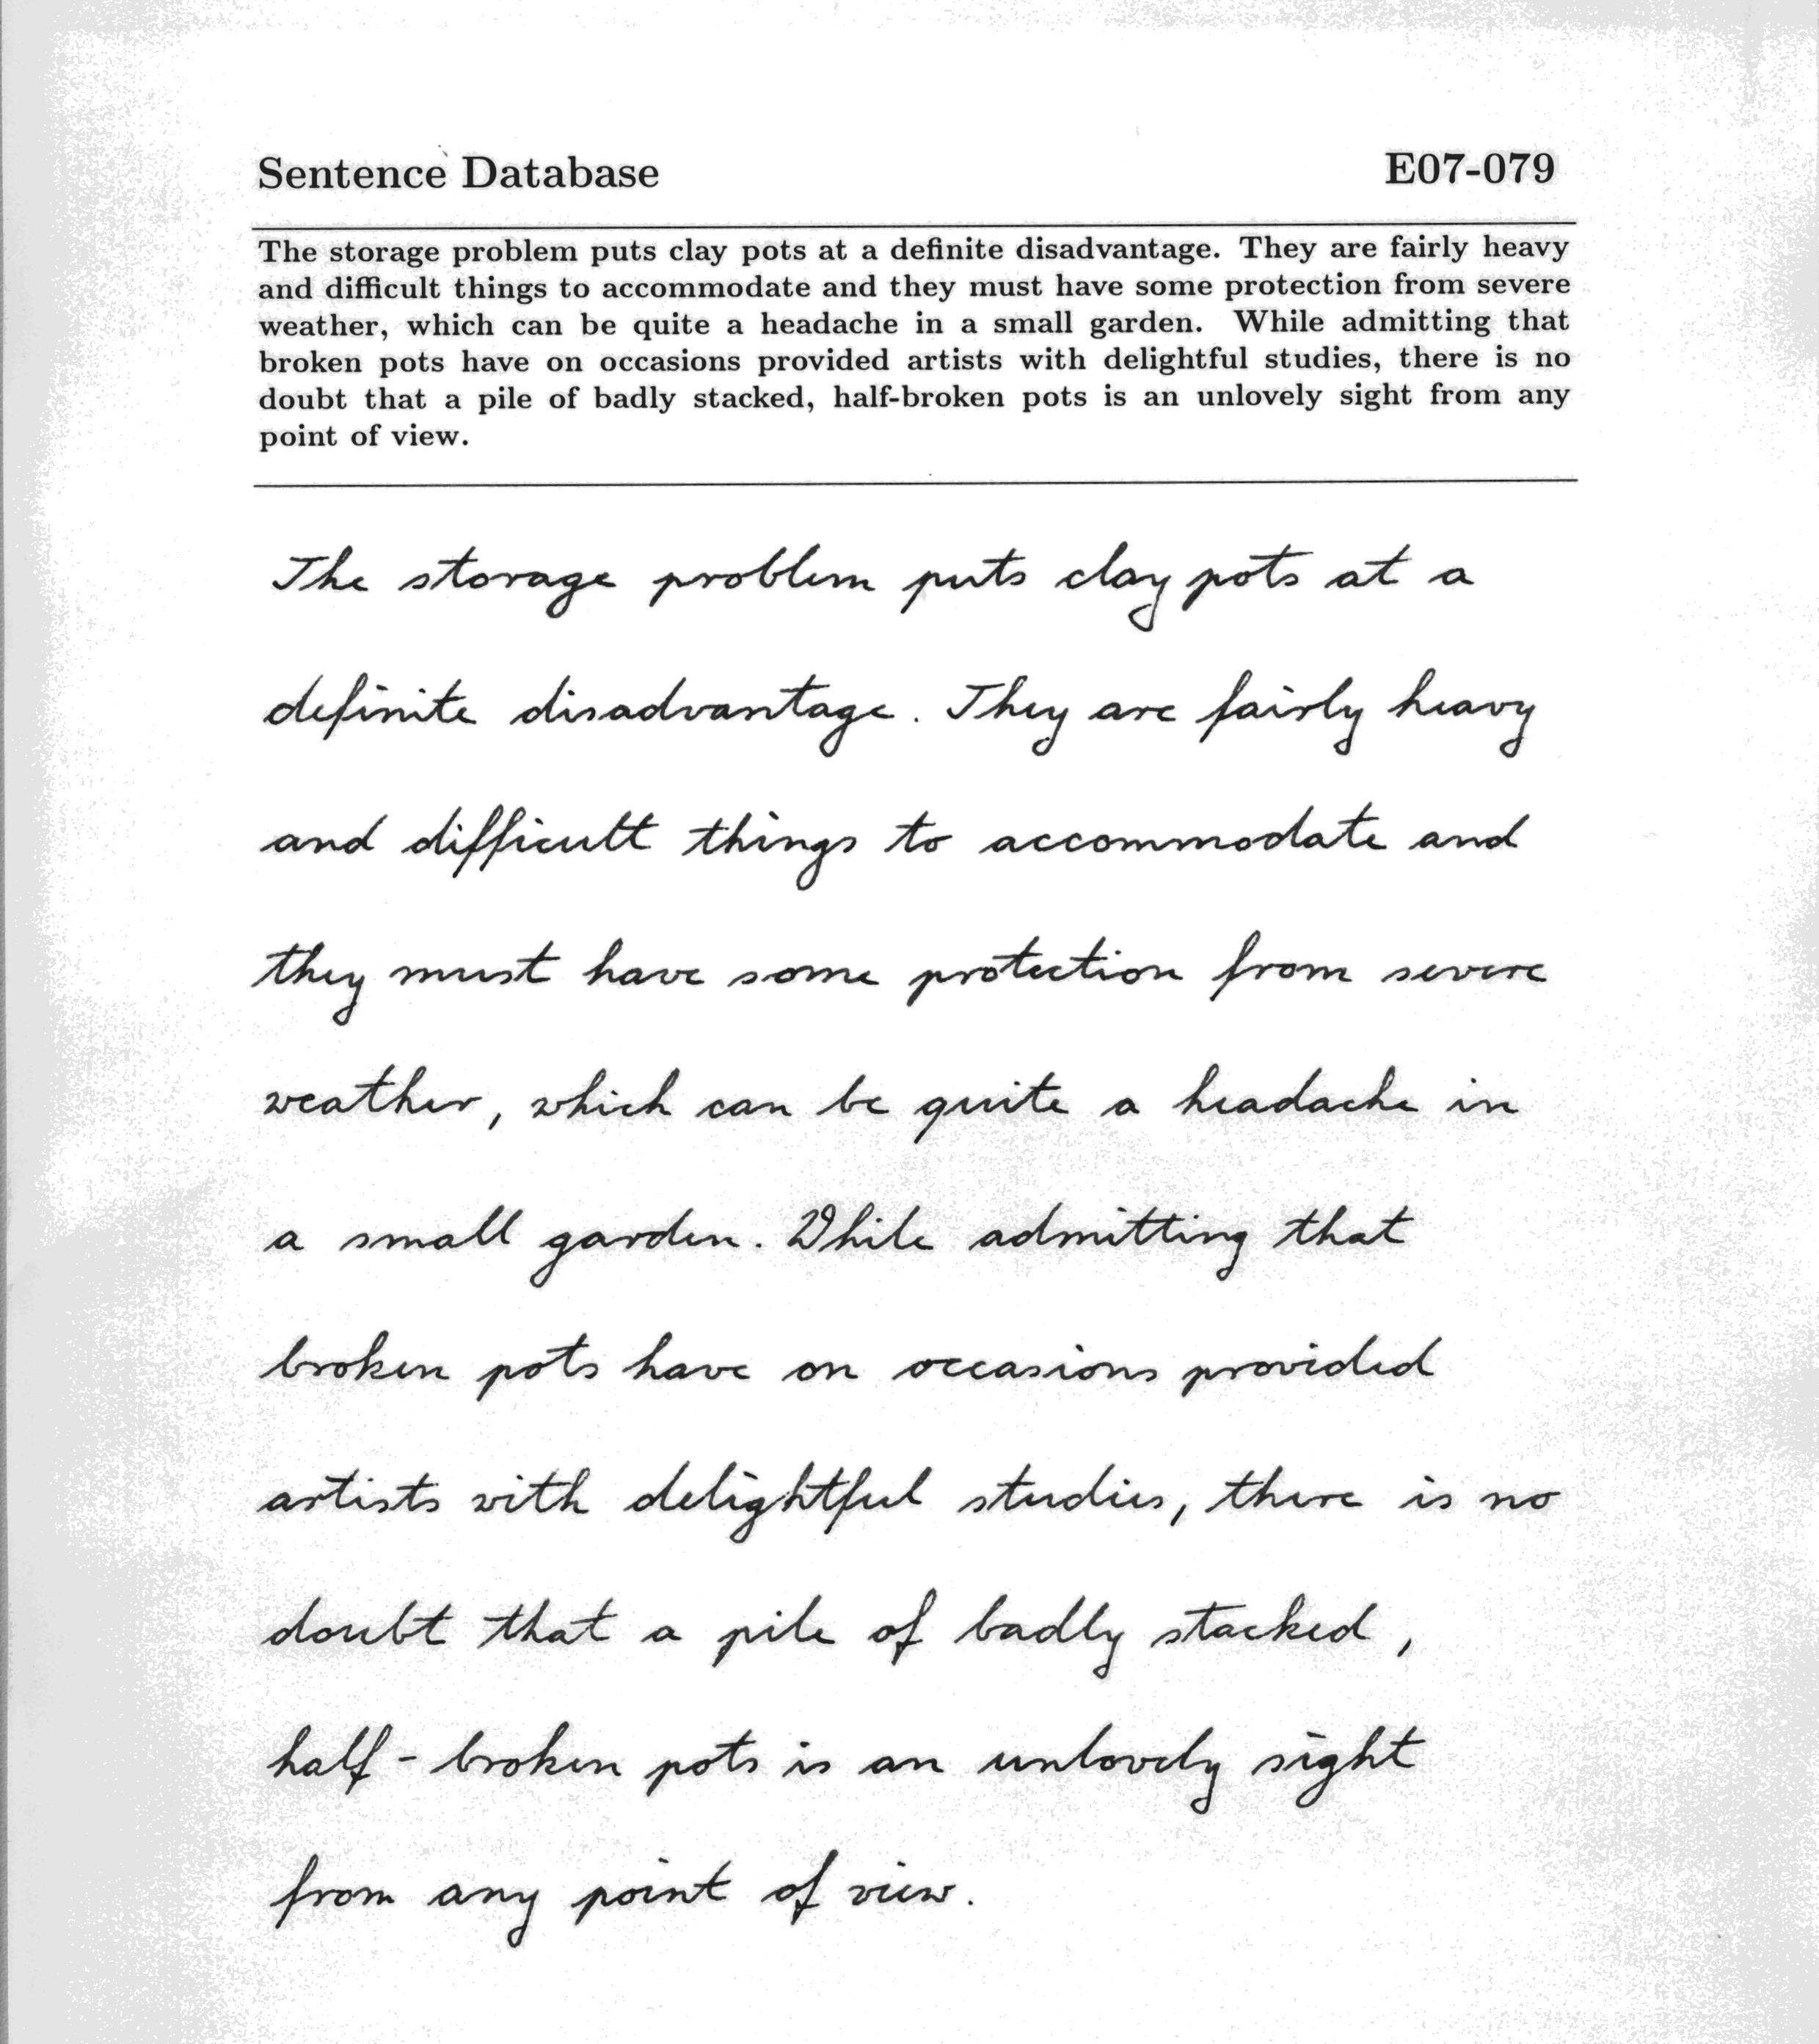 Sentence Database
E07-079
The storage problem puts clay pots at a definite disadvantage. They are fairly heavy
and difficult things to accommodate and they must have some protection from severe
weather, which can be quite a headache in a small garden. While admitting that
broken pots have on occasions provided artists with delightful studies, there is no
doubt that a pile of badly stacked, half-broken pots is an unlovely sight from any
point of view.
The storage problem puts clay pots at a
definite disadvantage. They are fairly heavy
and difficult things to accommodate and
they must have some protection from severe
weather, which can be quite a headache in
a small garden. While admitting that
broken pots have on occasions provided
artists with delightful studies, there is no
doubt that a pile of badly stacked,
half-broken pots is an unlovely sight
from any point of view.